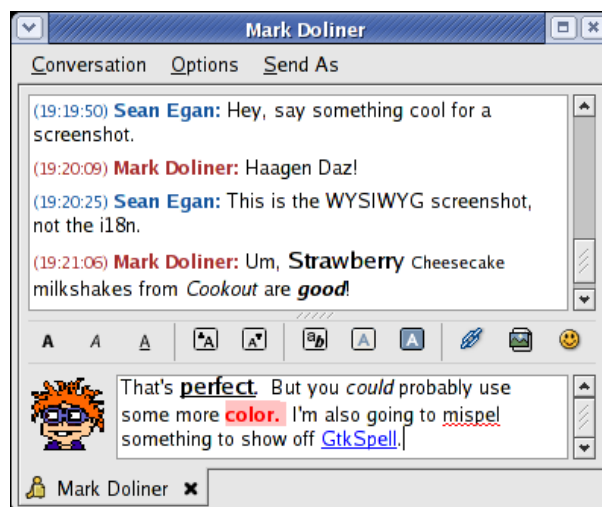 Mark Doliner
Conversation Options Send As
(19:19:50) Sean Egan: Hey, say something cool for a
screenshot.
(19:20:09) Mark Doliner: Haagen Daz!
(19:20:25) Sean Egan: This is the WYSIWYG screenshot,
not the i18n.
(19:21:06) Mark Doliner: Um, Strawberry Cheesecake
milkshakes from Cookout are good!
A A A A A ab A A
That's perfect. But you could probably use
some more color. I'm also going to mispel
something to show off GtkSpell.
Mark Doliner